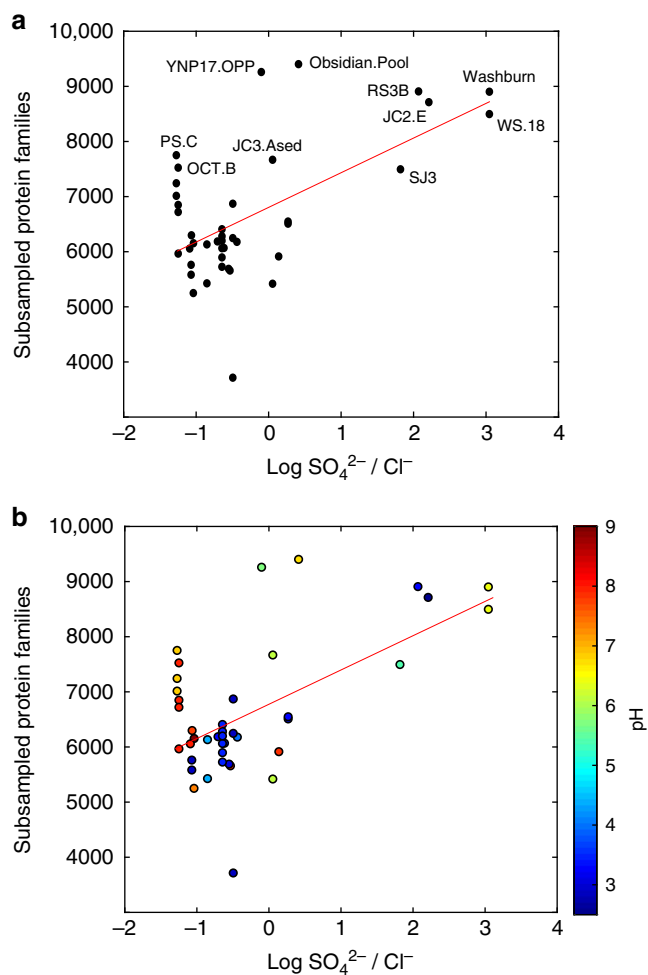 a
10,000
9000
8000
7000
6000
5000
4000
Subsampled protein families
YNP17.OPP
Obsidian.Pool
RS3B
Washburn
JC2.E
WS.18
PS.C
JC3.Ased
OCT.B
SJ3
–2 –1 0 1 2 3 4
Log SO₄²⁻ / Cl⁻
b
10,000
9000
8000
7000
6000
5000
4000
Subsampled protein families
–2 –1 0 1 2 3 4
Log SO₄²⁻ / Cl⁻
9
8
7
6
5
4
3
pH